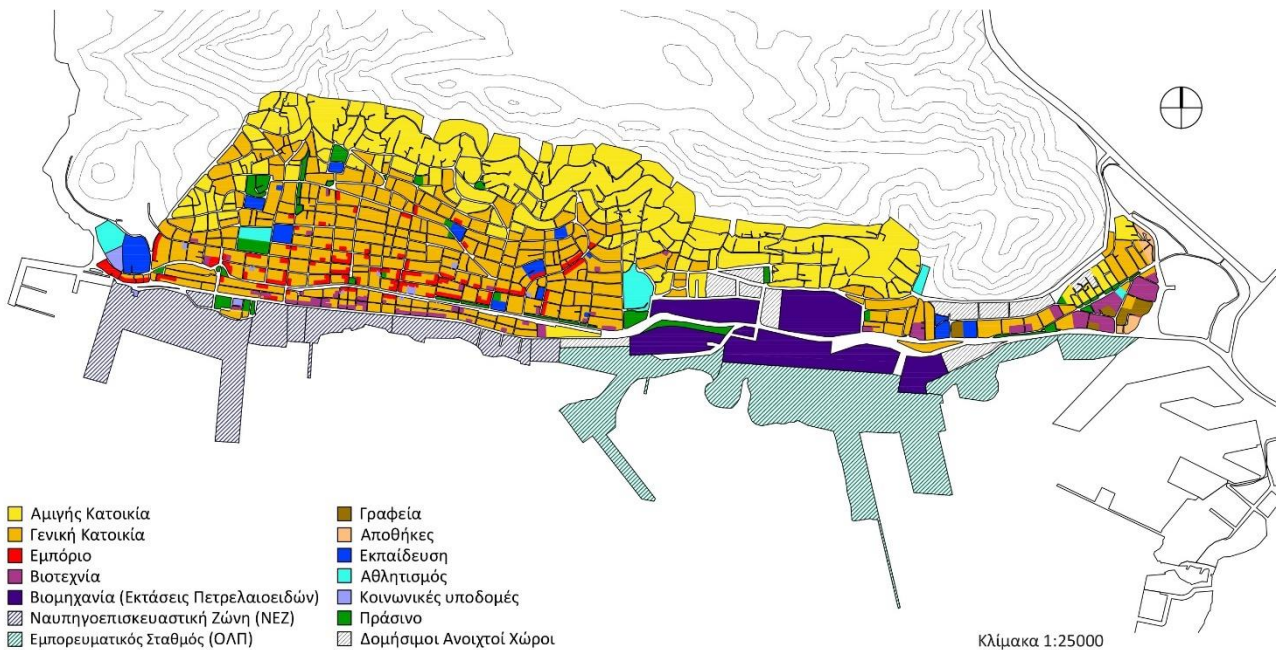 Αμιγής Κατοικία
Γενική Κατοικία
Εμπόριο
Βιοτεχνία
Βιομηχανία (Εκτάσεις Πετρελαιοειδών)
Ναυπηγοεπισκευαστική Ζώνη (ΝΕΖ)
Εμπορευματικός Σταθμός (ΟΛΠ)
Γραφεία
Αποθήκες
Εκπαίδευση
Αθλητισμός
Κοινωνικές υποδομές
Πράσινο
Δομήσιμοι Ανοιχτοί Χώροι
Κλίμακα 1:25000